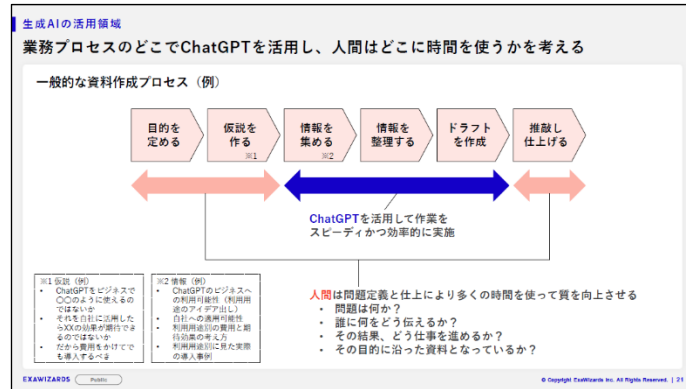 生成AIの活用領域
業務プロセスのどこでChatGPTを活用し、人間はどこに時間を使うかを考える
一般的な資料作成プロセス（例）
目的を
定める
仮説を
作る
※1
情報を
集める
※2
情報を
整理する
ドラフト
を作成
推敲し
仕上げる
ChatGPTを活用して作業を
スピーディかつ効率的に実施
※1 仮説（例）
• ChatGPTをビジネスで
〇〇のように使えるの
ではないか
• それを自社に活用した
らXXの効果が期待でき
るのではないか
• だから費用をかけてで
も導入するべき
※2 情報（例）
• ChatGPTのビジネスへ
の利用可能性（利用用
途のアイデア出し）
• 自社への適用可能性
• 利用用途別の費用と期
待効果の考え方
• 利用用途別に見た実際
の導入事例
人間は問題定義と仕上により多くの時間を使って質を向上させる
• 問題は何か？
• 誰に何をどう伝えるか？
• その結果、どう仕事を進めるか？
• その目的に沿った資料となっているか？
EXAWIZARDS
Public
© Copyright ExaWizards Inc. All Rights Reserved. | 21